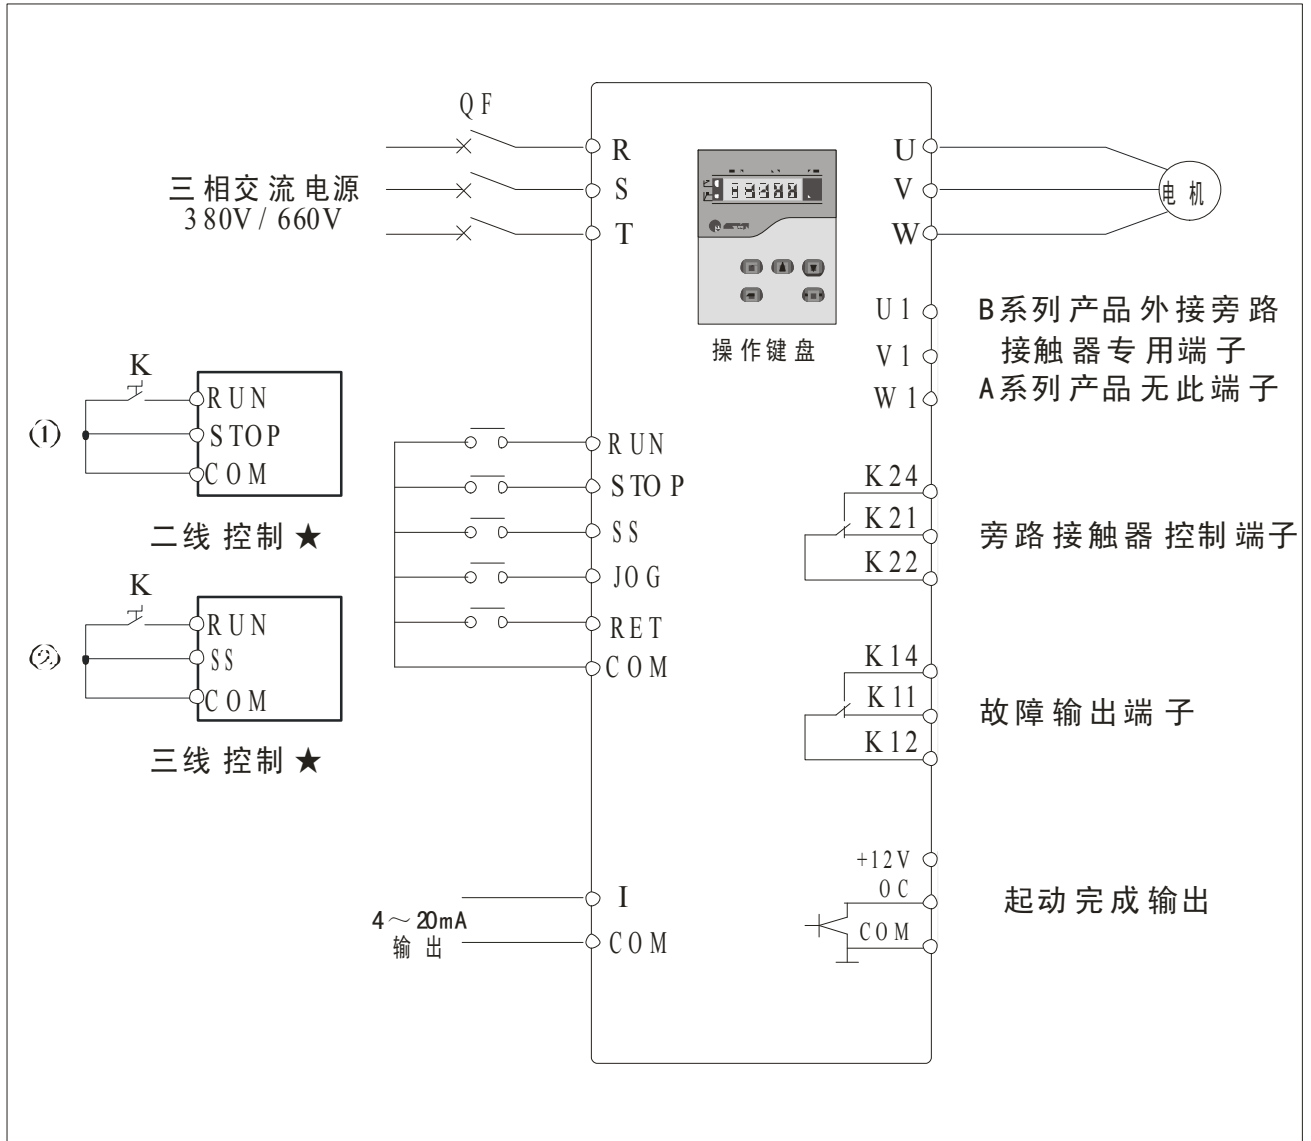 QF
三相交流电源
380V/660V
R
S
T
U
V
W
电机
操作键盘
U1
V1
W1
B系列产品外接旁路
接触器专用端子
A系列产品无此端子
K
(1)
RUN
STOP
COM
二线控制★
K
(2)
RUN
SS
COM
三线控制★
RUN
STOP
SS
JOG
RET
COM
K24
K21
K22
旁路接触器控制端子
K14
K11
K12
故障输出端子
I
COM
4～20mA
输出
+12V
OC
COM
起动完成输出